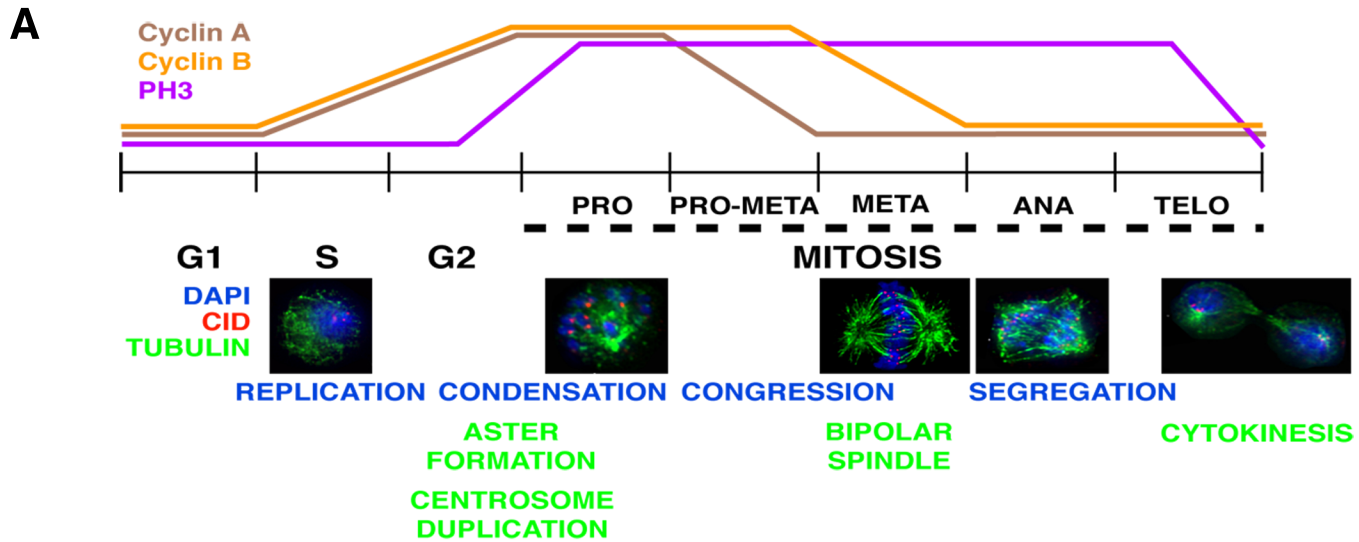 A
Cyclin A
Cyclin B
PH3
PRO PRO-META META ANA TELO
G1 S G2 MITOSIS
DAPI
CID
TUBULIN
REPLICATION CONDENSATION CONGRESSION SEGREGATION
ASTER
FORMATION
BIPOLAR
SPINDLE
CYTOKINESIS
CENTROSOME
DUPLICATION